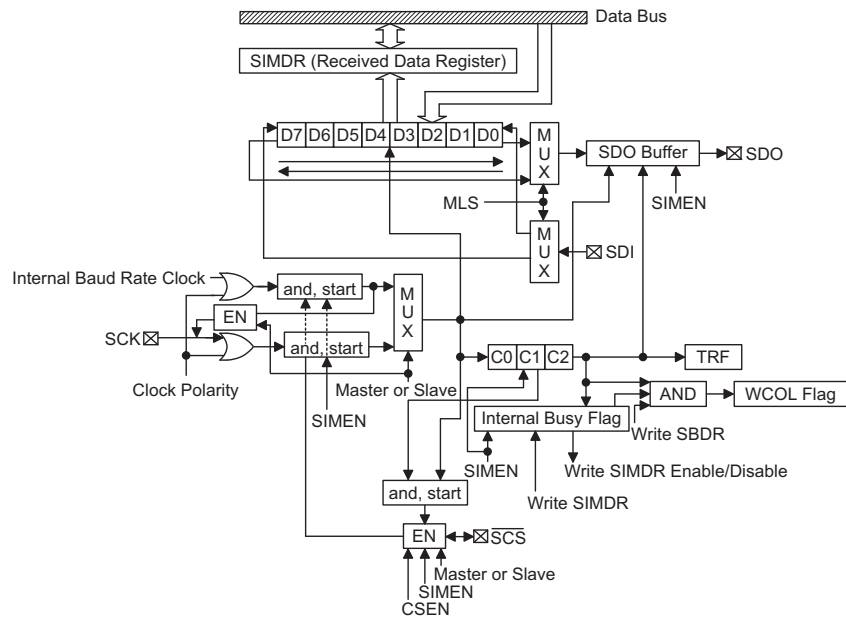 Data Bus
SIMDR (Received Data Register)
D7 D6 D5 D4 D3 D2 D1 D0
MUX
SDO Buffer
SDO
MLS
SIMEN
MUX
SDI
Internal Baud Rate Clock
and, start
MUX
EN
SCK
and, start
C0 C1 C2
TRF
Clock Polarity
Master or Slave
AND
WCOL Flag
SIMEN
Internal Busy Flag
Write SBDR
SIMEN
Write SIMDR Enable/Disable
and, start
Write SIMDR
EN
SCS
Master or Slave
SIMEN
CSEN